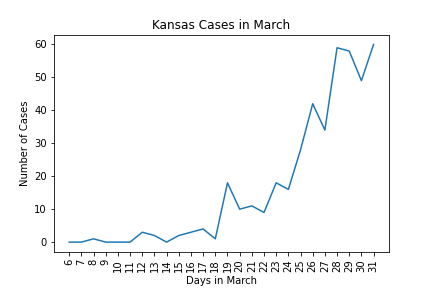 Kansas Cases in March
Number of Cases
60
50
40
30
20
10
0
6 7 8 9 10 11 12 13 14 15 16 17 18 19 20 21 22 23 24 25 26 27 28 29 30 31
Days in March